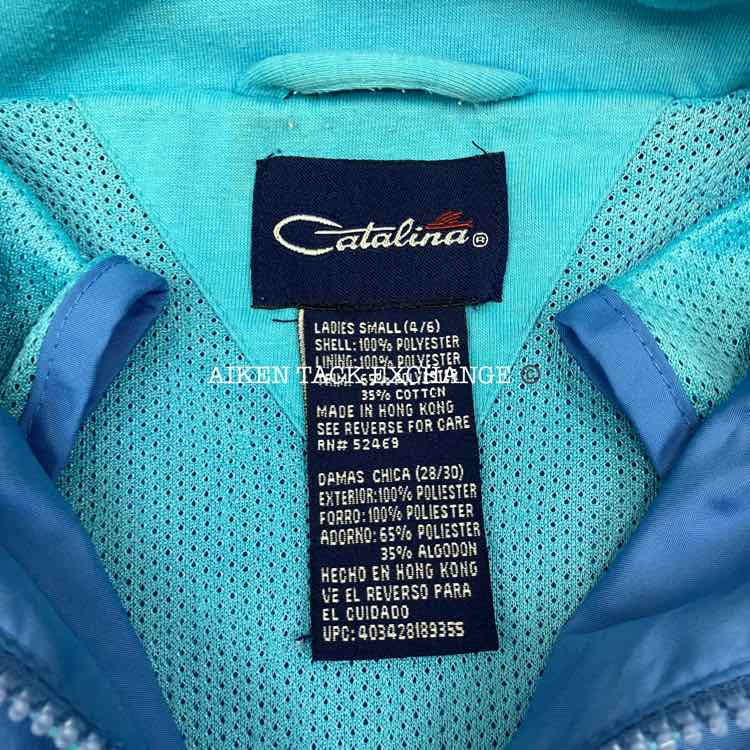 Catalina®
LADIES SMALL (4/6)
SHELL: 100% POLYESTER
LINING: 100% POLYESTER
AIKEN TACK EXCHANGE ©
35% COTTON
MADE IN HONG KONG
SEE REVERSE FOR CARE
RN# 52469
DAMAS CHICA (28/30)
EXTERIOR: 100% POLIESTER
FORRO: 100% POLIESTER
ADORNO: 65% POLIESTER
35% ALGODON
HECHO EN HONG KONG
VE EL REVERSO PARA
EL CUIDADO
UPC: 403428189355